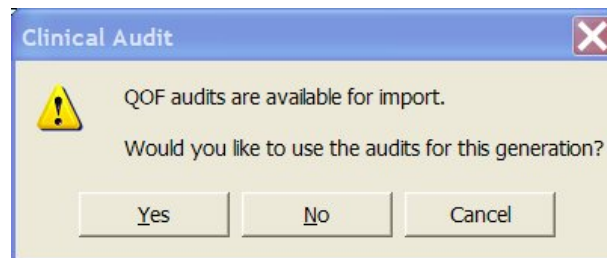 Clinical Audit
QOF audits are available for import.
Would you like to use the audits for this generation?
Yes No Cancel